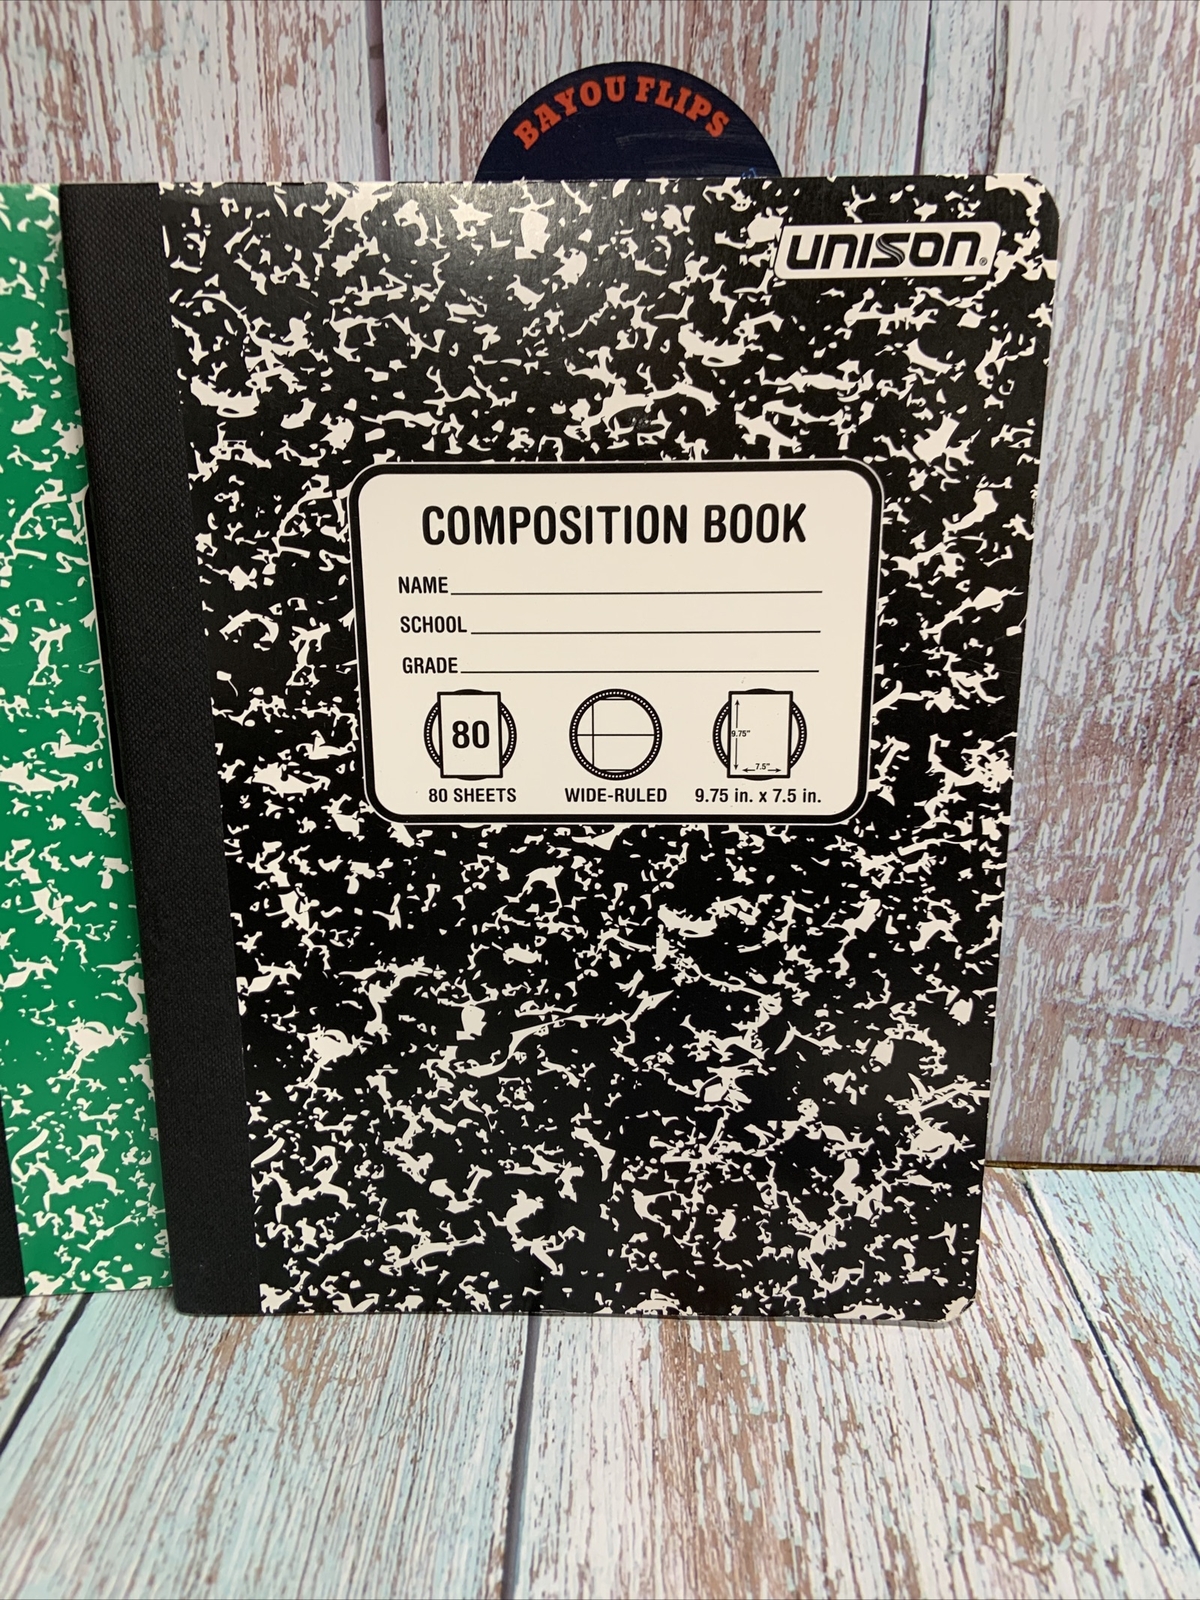 BAYOU FLIPS
UNISON®
COMPOSITION BOOK
NAME
SCHOOL
GRADE
80
9.75"
7.5"
80 SHEETS WIDE-RULED 9.75 in. x 7.5 in.